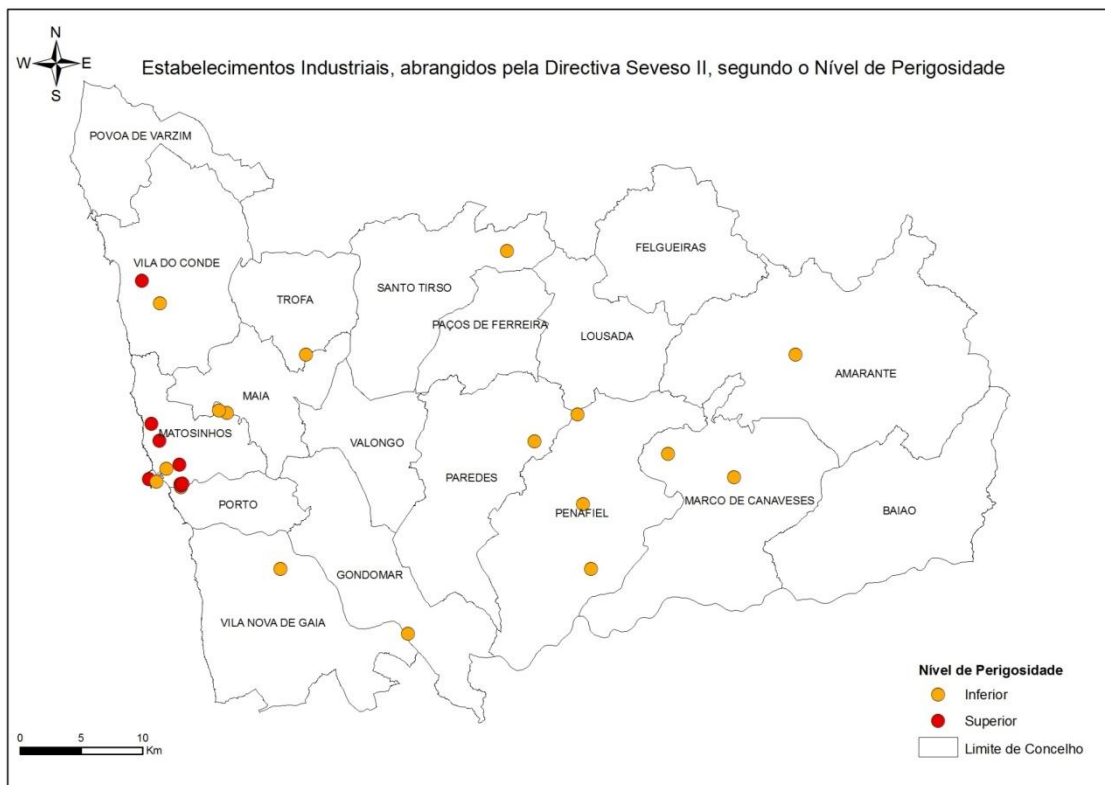 N
W E
S
Estabelecimentos Industriais, abrangidos pela Directiva Seveso II, segundo o Nível de Perigosidade
POVOA DE VARZIM
FELGUEIRAS
VILA DO CONDE
SANTO TIRSO
TROFA
PAÇOS DE FERREIRA
LOUSADA
AMARANTE
MAIA
MATOSINHOS
VALONGO
PAREDES
MARCO DE CANAVESES
PORTO
PENAFIEL
BAIAO
GONDOMAR
VILA NOVA DE GAIA
Nível de Perigosidade
Inferior
Superior
Limite de Concelho
0 5 10
Km